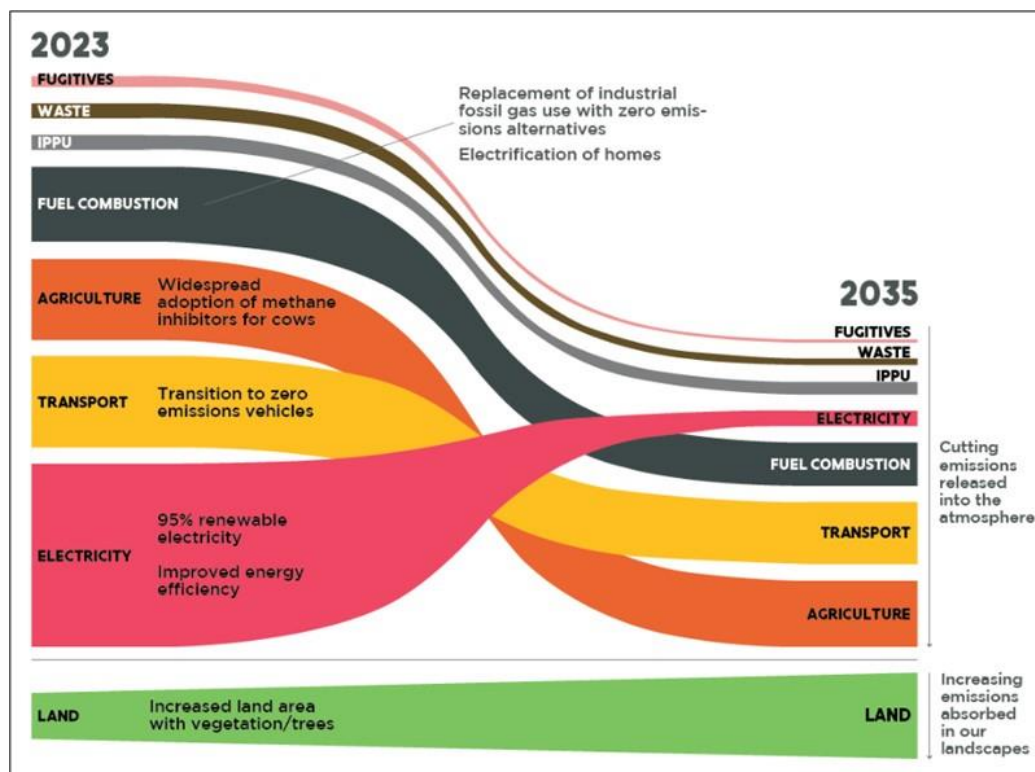 2023
FUGITIVES
WASTE
IPPU
FUEL COMBUSTION
Replacement of industrial
fossil gas use with zero emis-
sions alternatives
Electrification of homes
AGRICULTURE
Widespread
adoption of methane
inhibitors for cows
TRANSPORT
Transition to zero
emissions vehicles
ELECTRICITY
95% renewable
electricity
Improved energy
efficiency
2035
FUGITIVES
WASTE
IPPU
ELECTRICITY
FUEL COMBUSTION
TRANSPORT
AGRICULTURE
Cutting
emissions
released
into the
atmosphere
LAND
Increased land area
with vegetation/trees
LAND
Increasing
emissions
absorbed
in our
landscapes